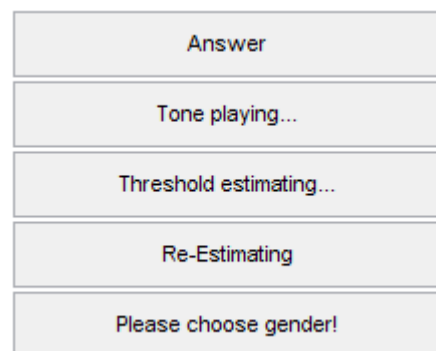 Answer
Tone playing...
Threshold estimating...
Re-Estimating
Please choose gender!